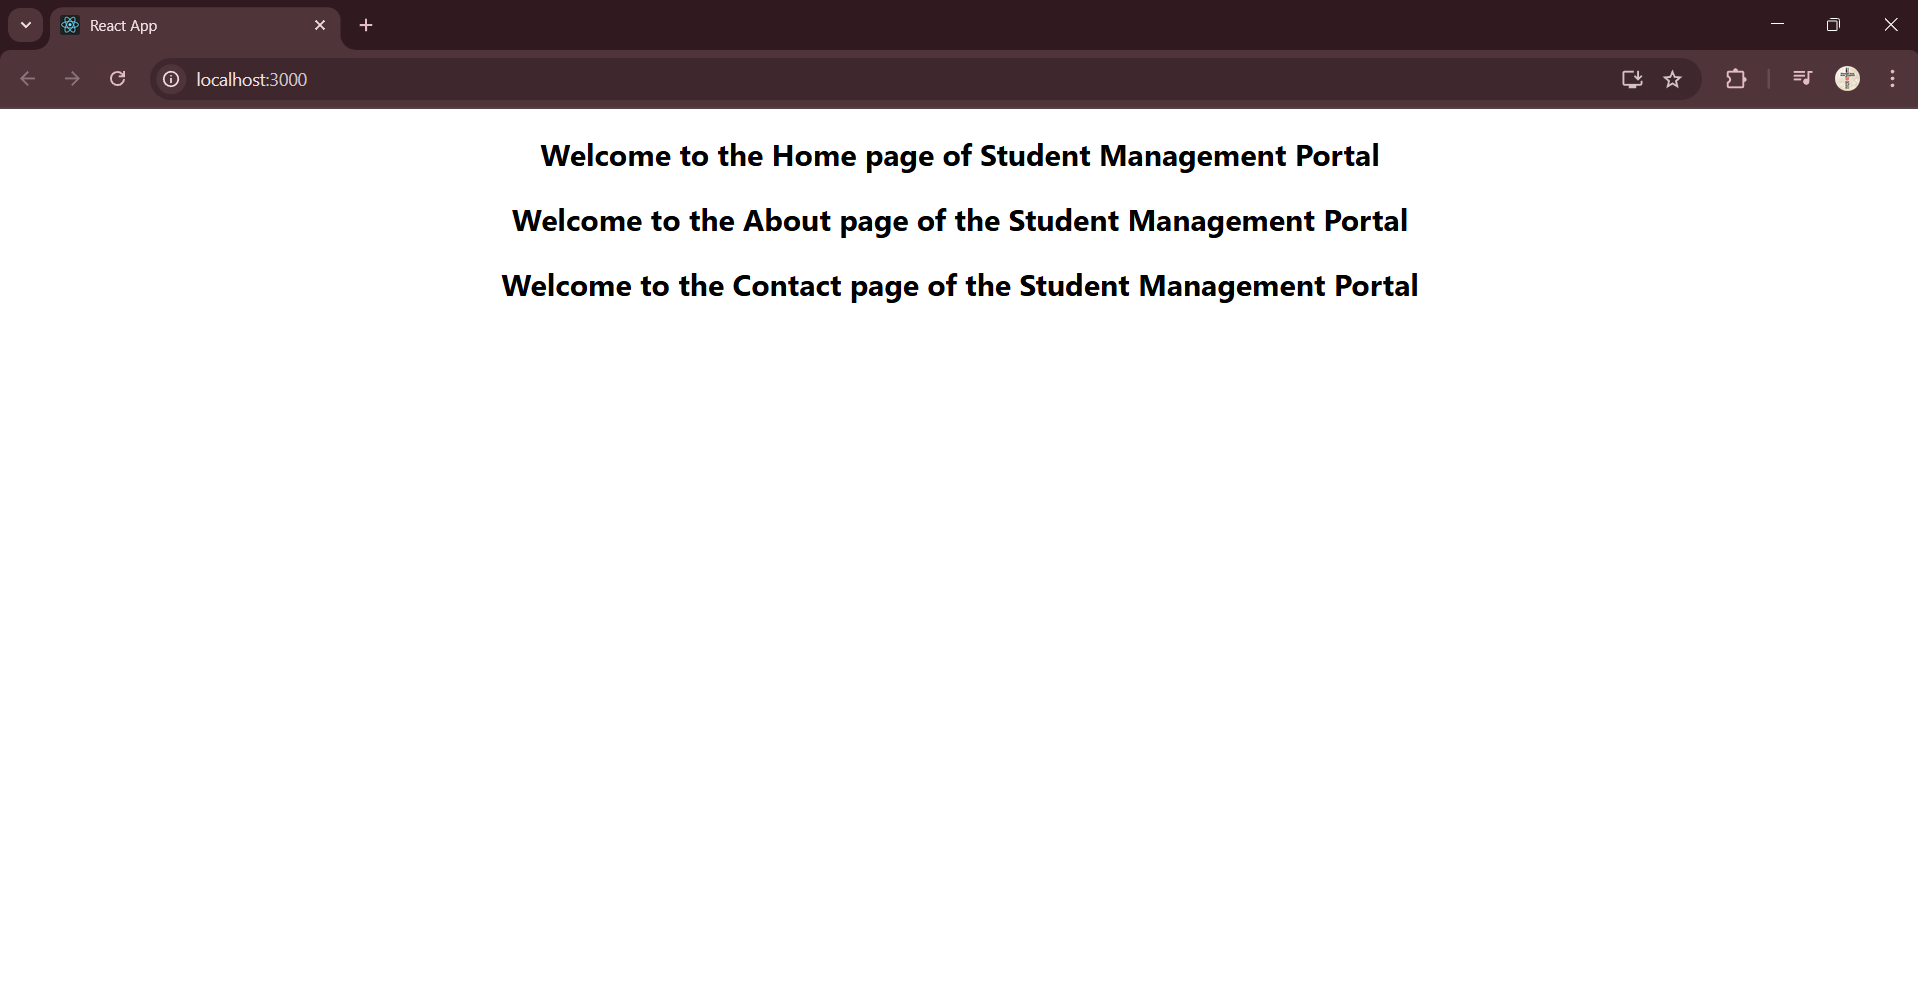 React App
localhost:3000
Welcome to the Home page of Student Management Portal
Welcome to the About page of the Student Management Portal
Welcome to the Contact page of the Student Management Portal